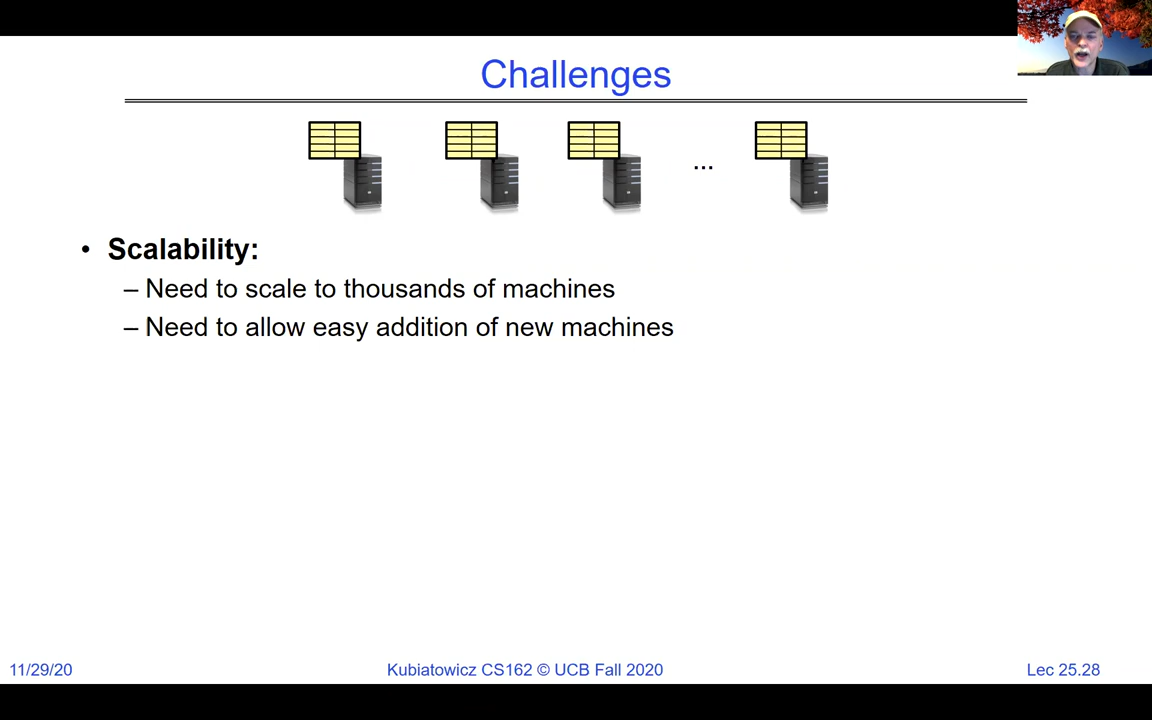 Challenges
...
• Scalability:
– Need to scale to thousands of machines
– Need to allow easy addition of new machines
11/29/20
Kubiatowicz CS162 © UCB Fall 2020
Lec 25.28